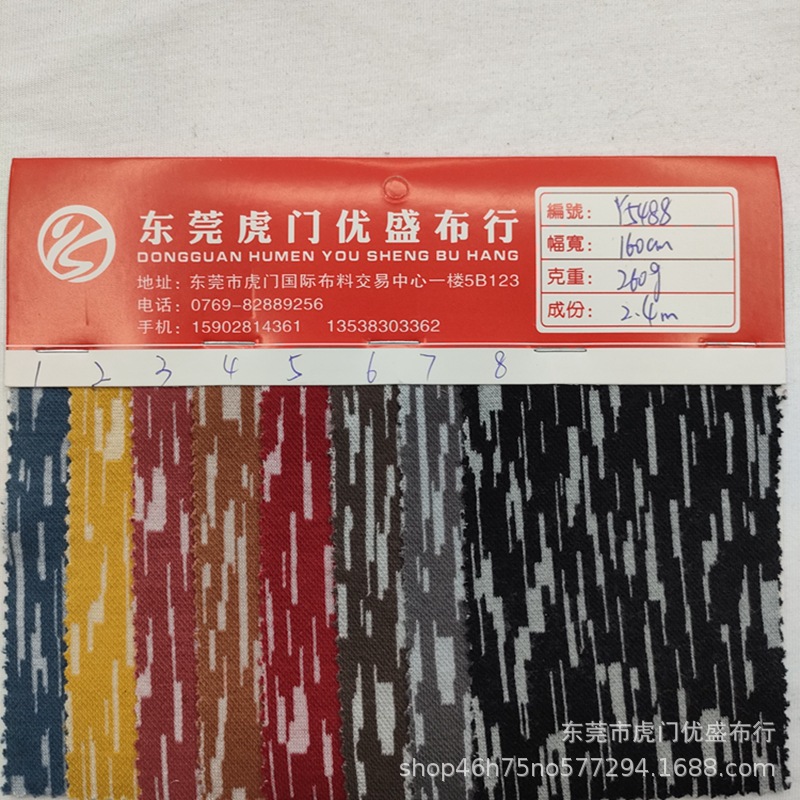 东莞虎门优盛布行
DONGGUAN HUMEN YOU SHENG BU HANG
地址：东莞市虎门国际布料交易中心一楼5B123
电话：0769-82889256
手机：15902814361 13538303362
編號：Y5488
幅寬：160cm
克重：260g
成份：2.4m
1 2 3 4 5 6 7 8
东莞市虎门优盛布行
shop46h75no577294.1688.com